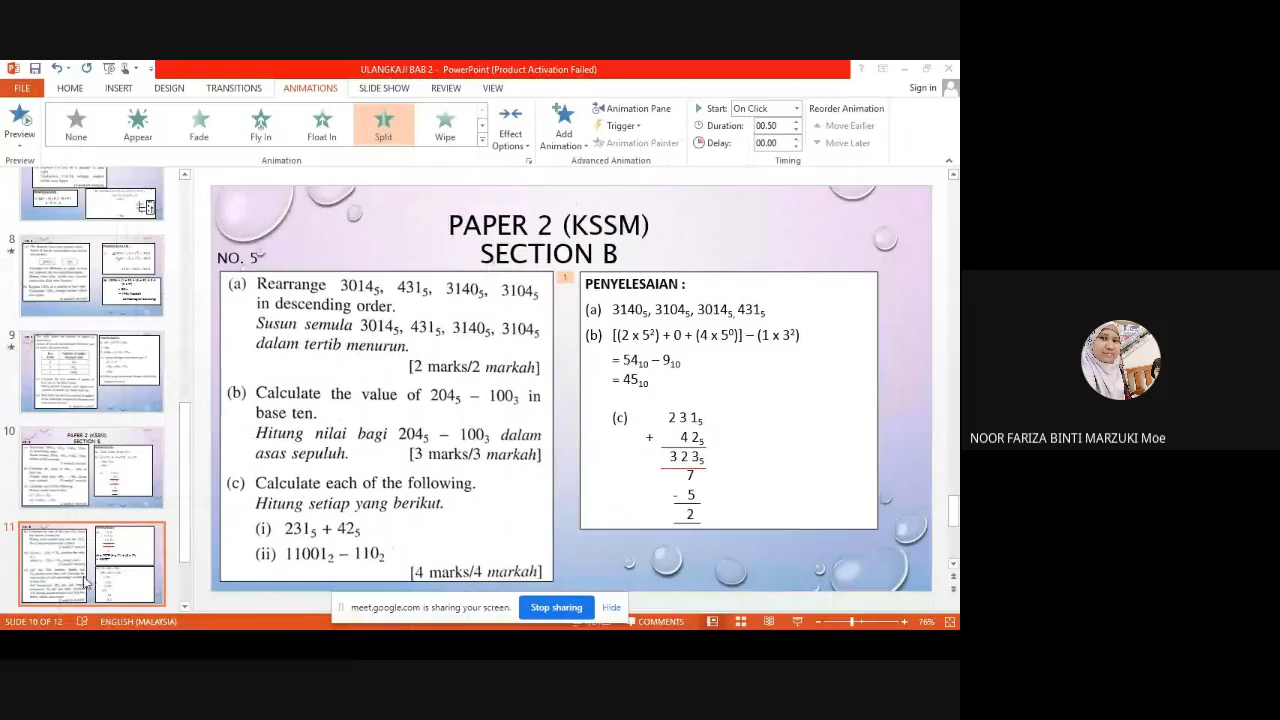 ULANGKAJI BAB 2 - PowerPoint (Product Activation Failed)
FILE HOME INSERT DESIGN TRANSITIONS ANIMATIONS SLIDE SHOW REVIEW VIEW Sign in
Preview None Appear Fade Fly In Float In Split Wipe Effect Options Add Animation Animation Pane Trigger Animation Painter Start: On Click Duration: 00.50 Delay: 00.00 Reorder Animation Move Earlier Move Later
Preview Animation Advanced Animation Timing
8
9
10
PAPER 2 (KSSM)
SECTION B
11
PAPER 2 (KSSM)
SECTION B
NO. 5
(a) Rearrange 3014₅, 431₅, 3140₅, 3104₅
in descending order.
Susun semula 3014₅, 431₅, 3140₅, 3104₅
dalam tertib menurun.
[2 marks/2 markah]
(b) Calculate the value of 204₅ − 100₃ in
base ten.
Hitung nilai bagi 204₅ − 100₃ dalam
asas sepuluh.
[3 marks/3 markah]
(c) Calculate each of the following.
Hitung setiap yang berikut.
(i) 231₅ + 42₅
(ii) 11001₂ − 110₂
[4 marks/4 markah]
1
PENYELESAIAN :
(a) 3140₅, 3104₅, 3014₅, 431₅
(b) [(2 x 5²) + 0 + (4 x 5⁰)] - (1 x 3²)
= 54₁₀ – 9₁₀
= 45₁₀
(c) 2 3 1₅
+ 4 2₅
3 2 3₅
7
- 5
2
meet.google.com is sharing your screen. Stop sharing Hide
SLIDE 10 OF 12 ENGLISH (MALAYSIA) COMMENTS 76%
NOOR FARIZA BINTI MARZUKI Moe